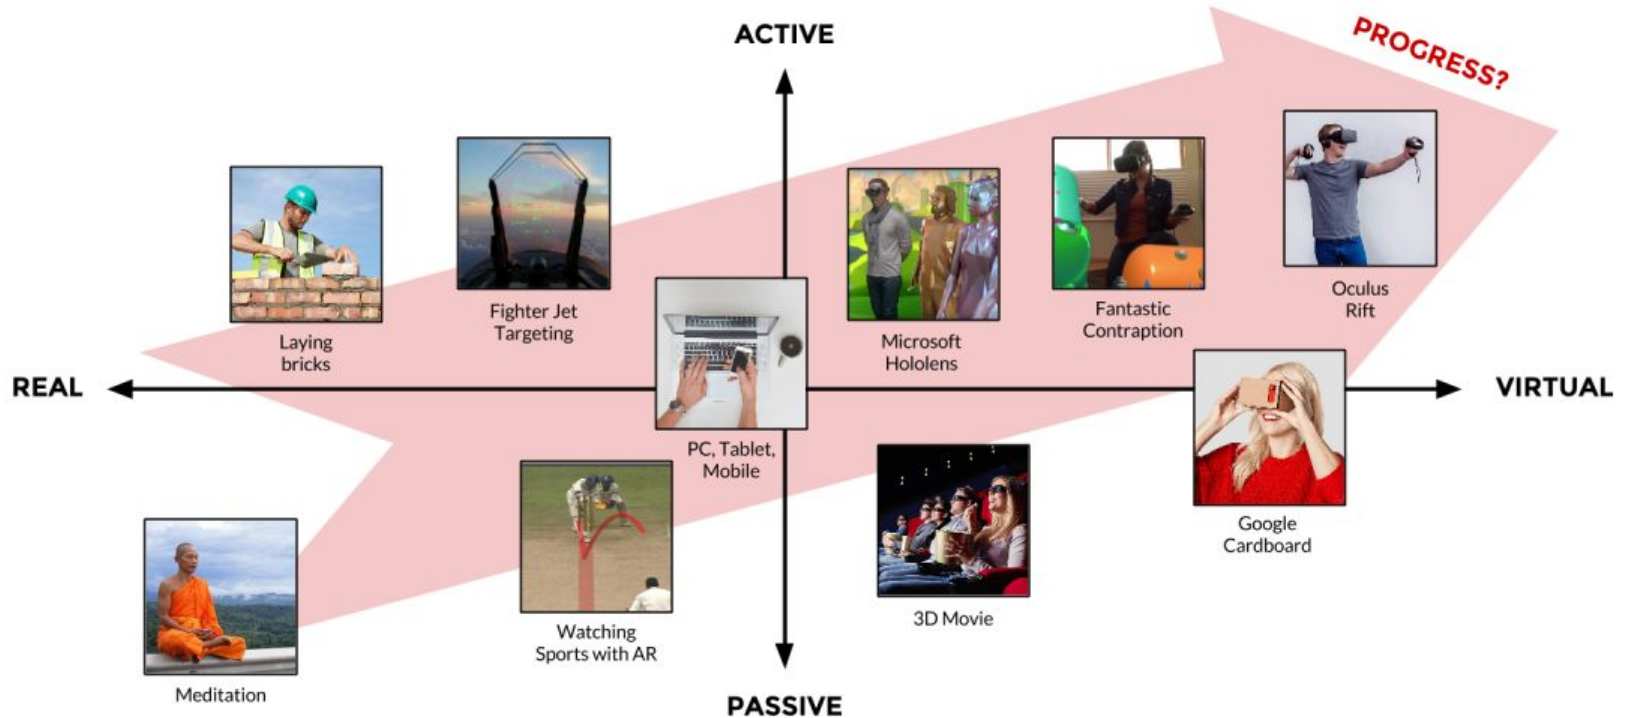 ACTIVE
PROGRESS?
Laying
bricks
Fighter Jet
Targeting
Microsoft
Hololens
Fantastic
Contraption
Oculus
Rift
REAL
VIRTUAL
PC, Tablet,
Mobile
Google
Cardboard
Watching
Sports with AR
3D Movie
Meditation
PASSIVE